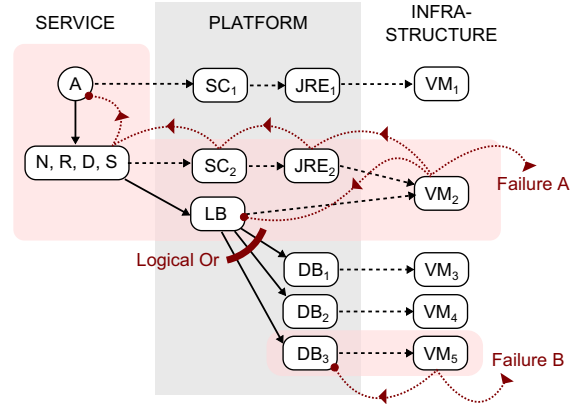 SERVICE PLATFORM INFRA-
STRUCTURE
A SC1 JRE1 VM1
N, R, D, S SC2 JRE2 VM2
Failure A
LB
Logical Or
DB1 VM3
DB2 VM4
DB3 VM5
Failure B